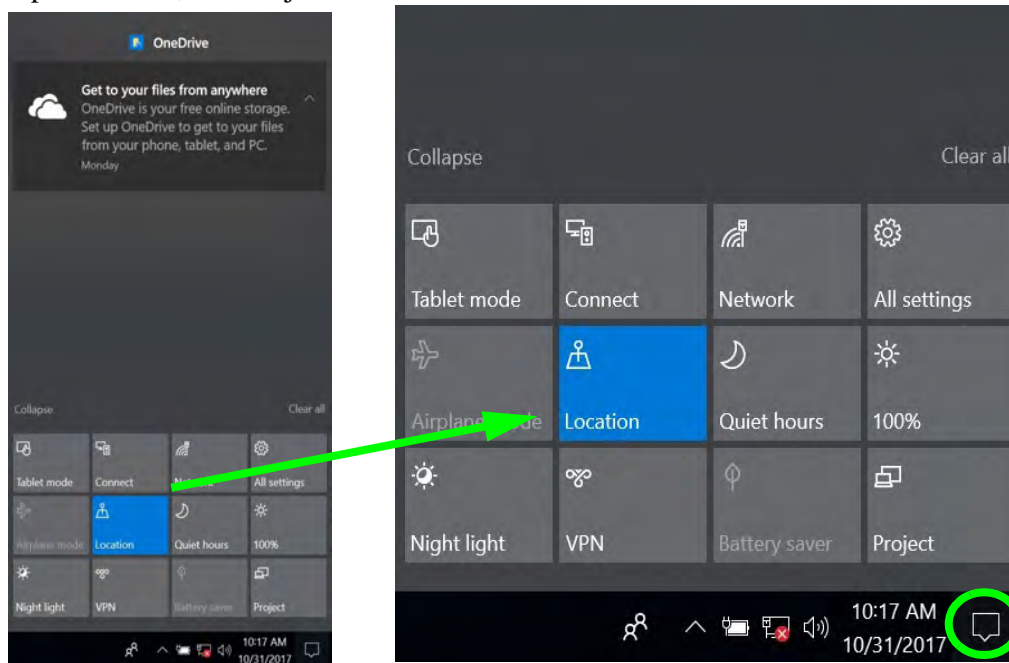 OneDrive
Get to your files from anywhere
OneDrive is your free online storage.
Set up OneDrive to get to your files
from your phone, tablet, and PC.
Monday
Collapse Clear all
Tablet mode Connect Network All settings
Airplane mode Location Quiet hours 100%
Night light VPN Battery saver Project
10:17 AM
10/31/2017
Collapse Clear all
Tablet mode Connect Network All settings
Location Quiet hours 100%
Night light VPN Battery saver Project
10:17 AM
10/31/2017